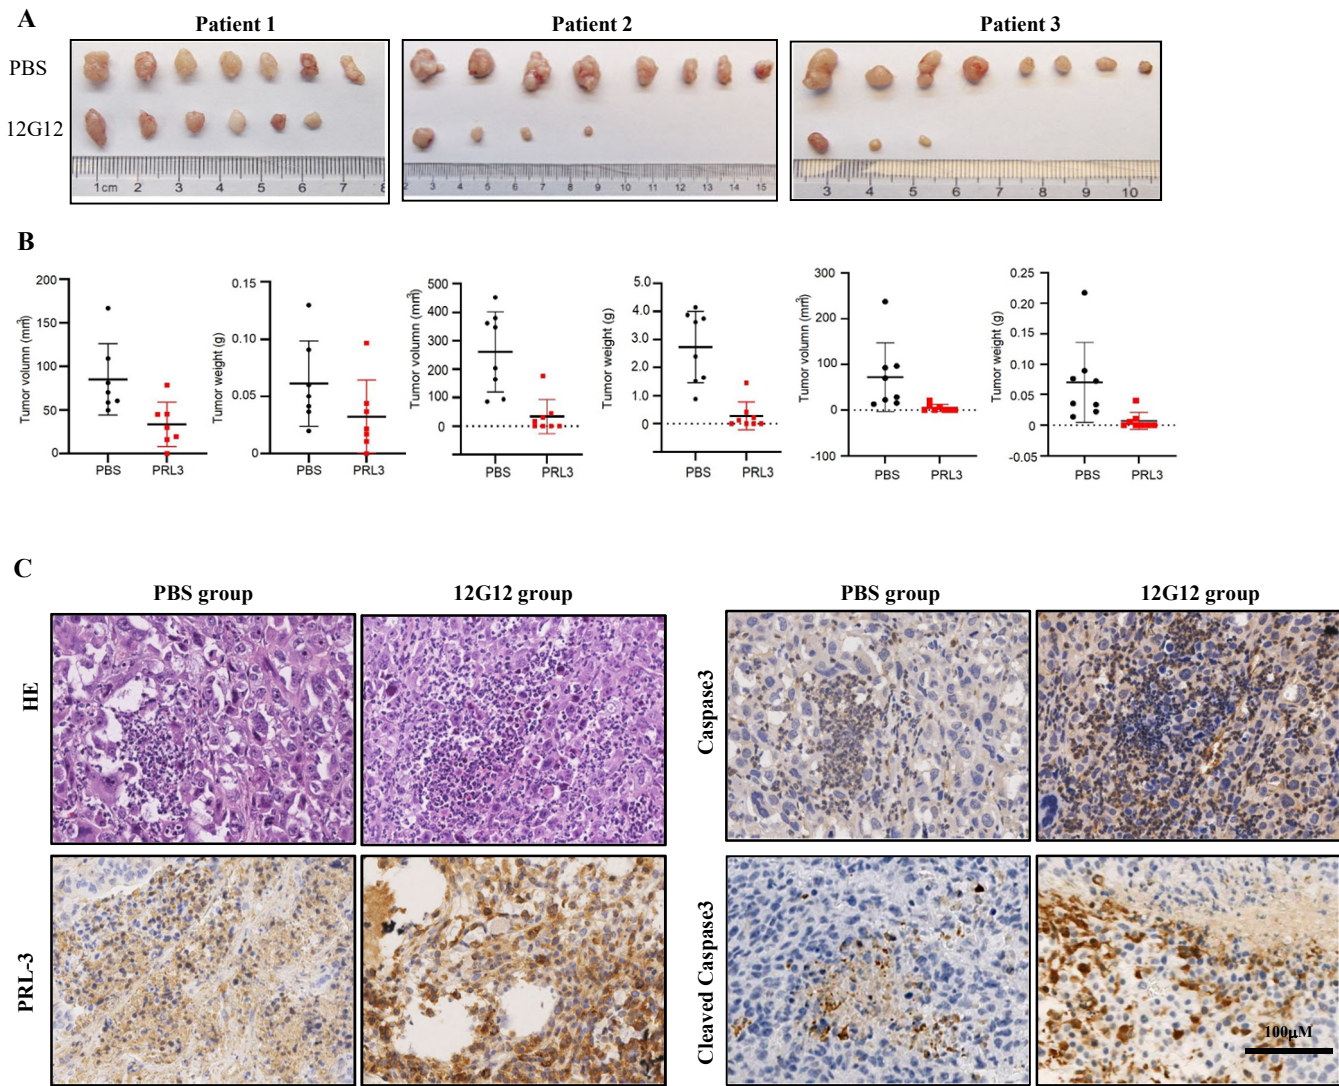 A
Patient 1
Patient 2
Patient 3
PBS
12G12
1cm 2 3 4 5 6 7 8
2 3 4 5 6 7 8 9 10 11 12 13 14 15
3 4 5 6 7 8 9 10
B
Tumor volumn (mm3)
200
150
100
50
0
PBS PRL3
Tumor weight (g)
0.15
0.10
0.05
0
PBS PRL3
Tumor volumn (mm3)
500
400
300
200
100
0
PBS PRL3
Tumor weight (g)
5.0
4.0
3.0
2.0
1.0
0
PBS PRL3
Tumor volumn (mm3)
300
200
100
0
-100
PBS PRL3
Tumor weight (g)
0.25
0.20
0.15
0.10
0.05
0
-0.05
PBS PRL3
C
PBS group
12G12 group
PBS group
12G12 group
HE
Caspase3
PRL-3
Cleaved Caspase3
100μM